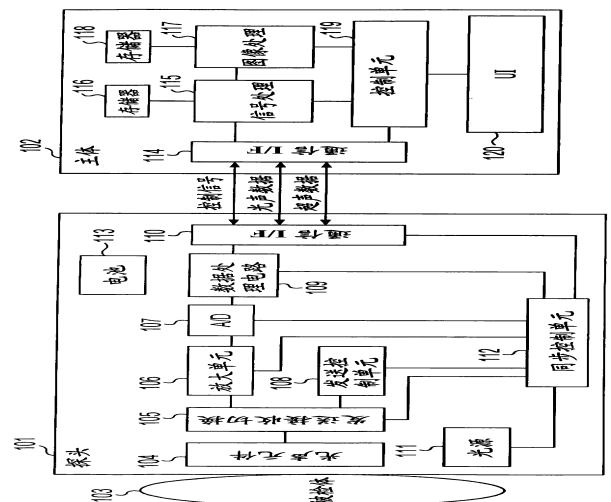 102
主体
118
存储器
116
存储器
117
图像处理
115
信号处理
119
控制单元
UI
120
114
通信 I/F
控制信号
光声数据
超声数据
101
探头
113
电池
110
通信 I/F
数据处理电路
109
107
A/D
106
放大单元
108
发送控制单元
105
发送接收切换
104
光声元件
112
同步控制单元
111
光源
103
被检体